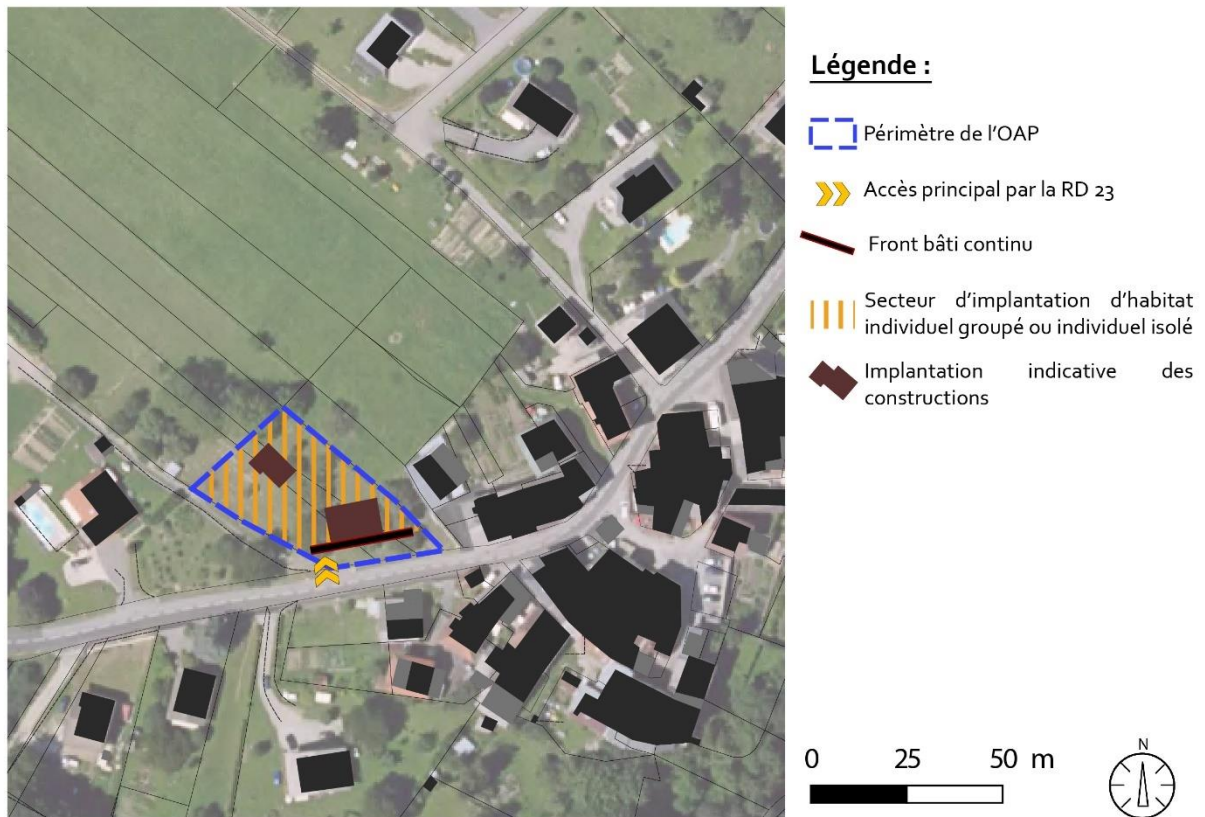 Légende :
Périmètre de l'OAP
Accès principal par la RD 23
Front bâti continu
Secteur d'implantation d'habitat
individuel groupé ou individuel isolé
Implantation indicative des
constructions
0 25 50 m
N